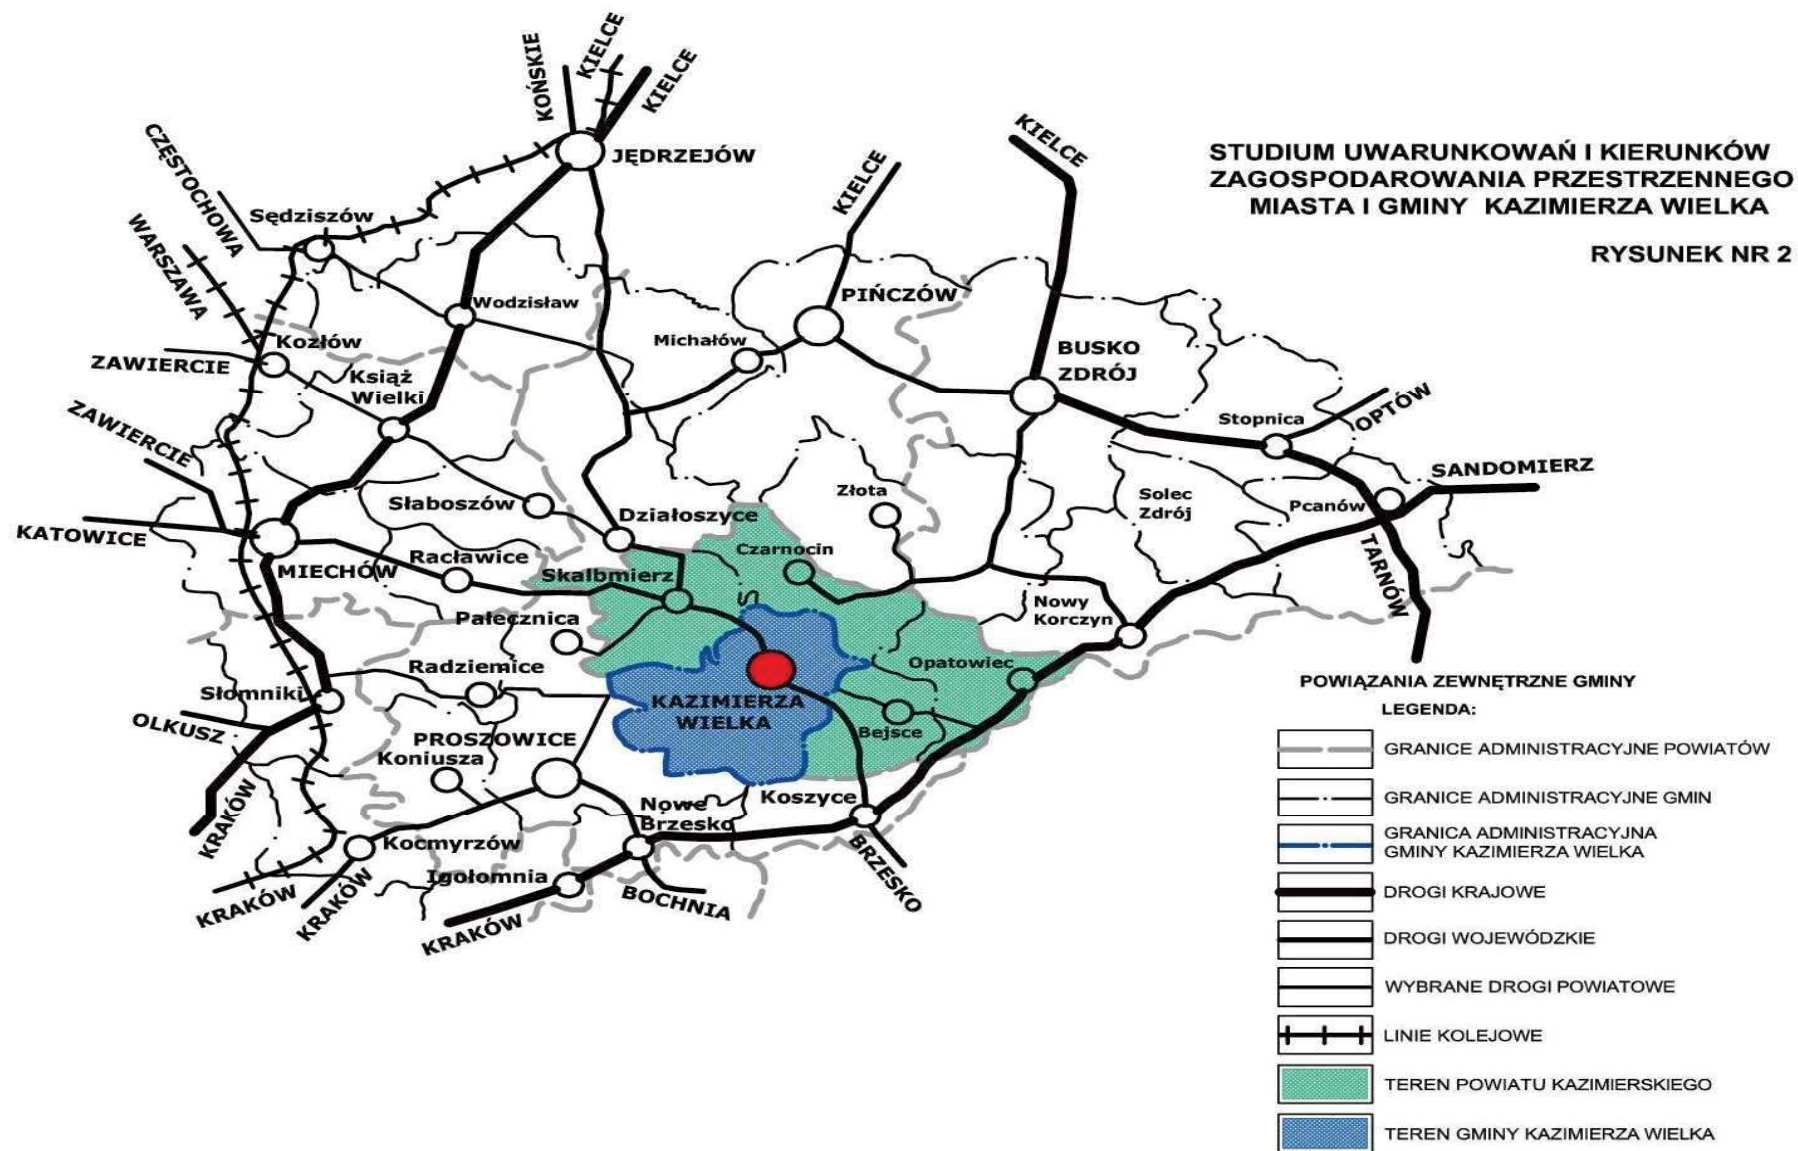 STUDIUM UWARUNKOWAŃ I KIERUNKÓW
ZAGOSPODAROWANIA PRZESTRZENNEGO
MIASTA I GMINY KAZIMIERZA WIELKA
RYSUNEK NR 2
KOŃSKIE
KIELCE
KIELCE
JĘDRZEJÓW
CZĘSTOCHOWA
Sędziszów
WARSZAWA
KIELCE
KIELCE
Wodzisław
PIŃCZÓW
Kozłów
Michałów
ZAWIERCIE
BUSKO
ZDRÓJ
Książ
Wielki
ZAWIERCIE
Stopnica
OPTÓW
SANDOMIERZ
Słaboszów
Działoszyce
Złota
Solec
Zdrój
Pcanów
KATOWICE
MIECHÓW
Racławice
Czarnocin
TARNÓW
Skalbmierz
Pałecznica
Nowy
Korczyn
Radziemice
Opatowiec
Słomniki
KAZIMIERZA
WIELKA
OLKUSZ
Bejsce
PROSZOWICE
Koniusza
Koszyce
Nowe
Brzesko
KRAKÓW
Kocmyrzów
BRZESKO
Igołomnia
BOCHNIA
KRAKÓW
KRAKÓW
KRAKÓW
POWIĄZANIA ZEWNĘTRZNE GMINY
LEGENDA:
GRANICE ADMINISTRACYJNE POWIATÓW
GRANICE ADMINISTRACYJNE GMIN
GRANICA ADMINISTRACYJNA
GMINY KAZIMIERZA WIELKA
DROGI KRAJOWE
DROGI WOJEWÓDZKIE
WYBRANE DROGI POWIATOWE
LINIE KOLEJOWE
TEREN POWIATU KAZIMIERSKIEGO
TEREN GMINY KAZIMIERZA WIELKA